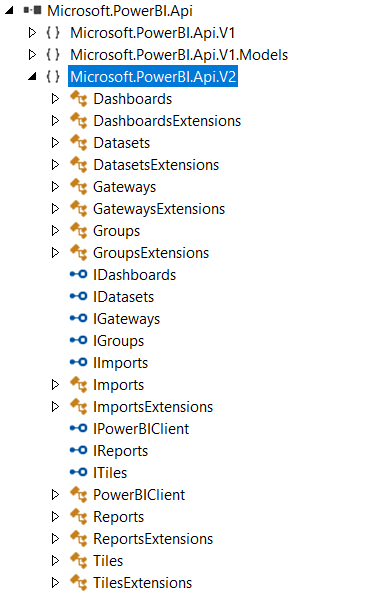 Microsoft.PowerBI.Api
{ } Microsoft.PowerBI.Api.V1
{ } Microsoft.PowerBI.Api.V1.Models
{ } Microsoft.PowerBI.Api.V2
Dashboards
DashboardsExtensions
Datasets
DatasetsExtensions
Gateways
GatewaysExtensions
Groups
GroupsExtensions
IDashboards
IDatasets
IGateways
IGroups
IImports
Imports
ImportsExtensions
IPowerBIClient
IReports
ITiles
PowerBIClient
Reports
ReportsExtensions
Tiles
TilesExtensions